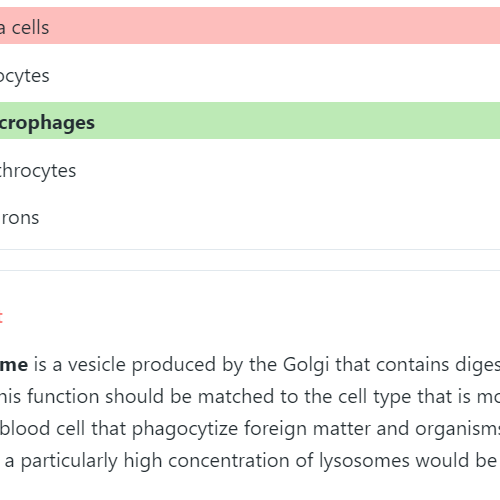 a cells
ocytes
crophages
throcytes
rons
me is a vesicle produced by the Golgi that contains diges
his function should be matched to the cell type that is mo
blood cell that phagocytize foreign matter and organisms
a particularly high concentration of lysosomes would be